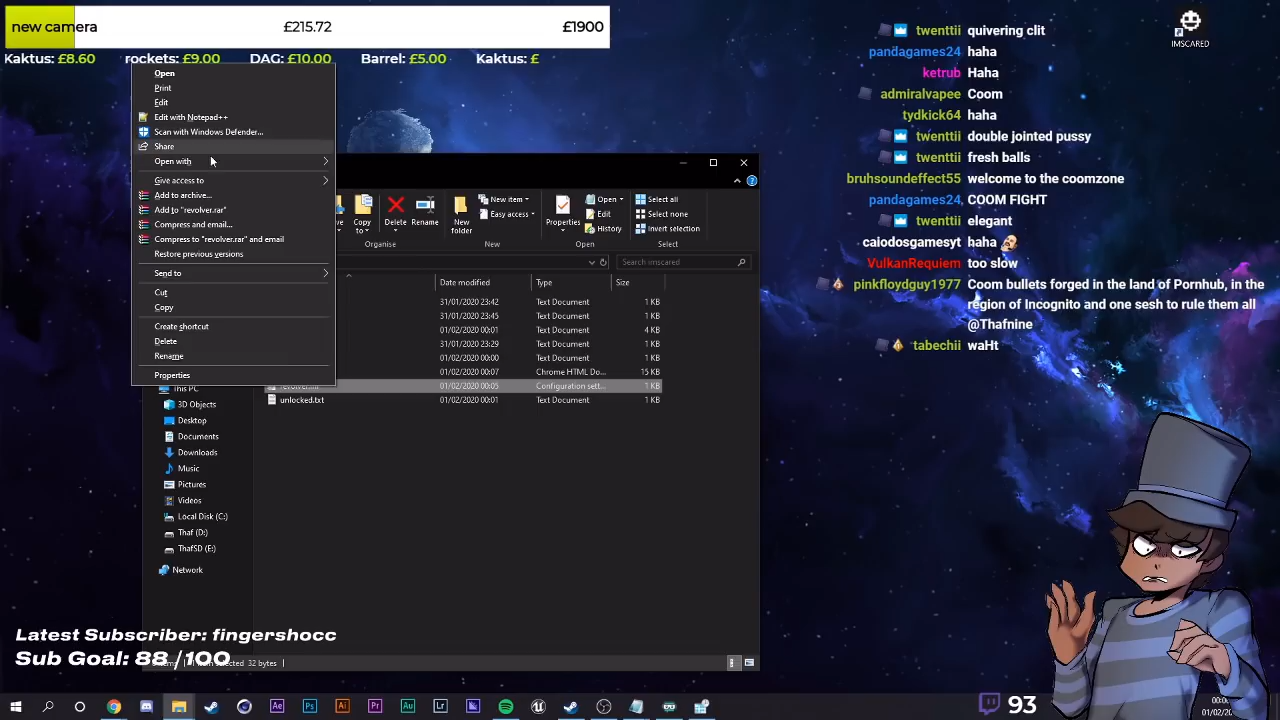 new camera
£215.72
£1900
Kaktus: £8.60
rockets: £9.00
DAG: £10.00
Barrel: £5.00
Kaktus: £
Open
Print
Edit
Edit with Notepad++
Scan with Windows Defender...
Share
Open with
Give access to
Add to archive...
Add to "revolver.rar"
Compress and email...
Compress to "revolver.rar" and email
Restore previous versions
Send to
Cut
Copy
Create shortcut
Delete
Rename
Properties
Copy to
Delete
Rename
Organise
New folder
New item
Easy access
New
Properties
Open
Edit
History
Open
Select all
Select none
Invert selection
Select
Search imscared
Date modified
Type
Size
31/01/2020 23:42 Text Document 1 KB
31/01/2020 23:45 Text Document 1 KB
01/02/2020 00:01 Text Document 4 KB
31/01/2020 23:29 Text Document 1 KB
01/02/2020 00:00 Text Document 1 KB
01/02/2020 00:07 Chrome HTML Do... 15 KB
01/02/2020 00:05 Configuration sett... 1 KB
unlocked.txt 01/02/2020 00:01 Text Document 1 KB
This PC
3D Objects
Desktop
Documents
Downloads
Music
Pictures
Videos
Local Disk (C:)
Thaf (D:)
ThafSD (E:)
Network
32 bytes
IMSCARED
twenttii quivering clit
pandagames24 haha
ketrub Haha
admiralvapee Coom
tydkick64 haha
twenttii double jointed pussy
twenttii fresh balls
bruhsoundeffect55 welcome to the coomzone
pandagames24 COOM FIGHT
twenttii elegant
caiodosgamesyt haha
VulkanRequiem too slow
pinkfloydguy1977 Coom bullets forged in the land of Pornhub, in the
region of Incognito and one sesh to rule them all
@Thafnine
tabechii waHt
Latest Subscriber: fingershocc
Sub Goal: 88 /100
Ae
Ps
Ai
Pr
Au
Lr
93